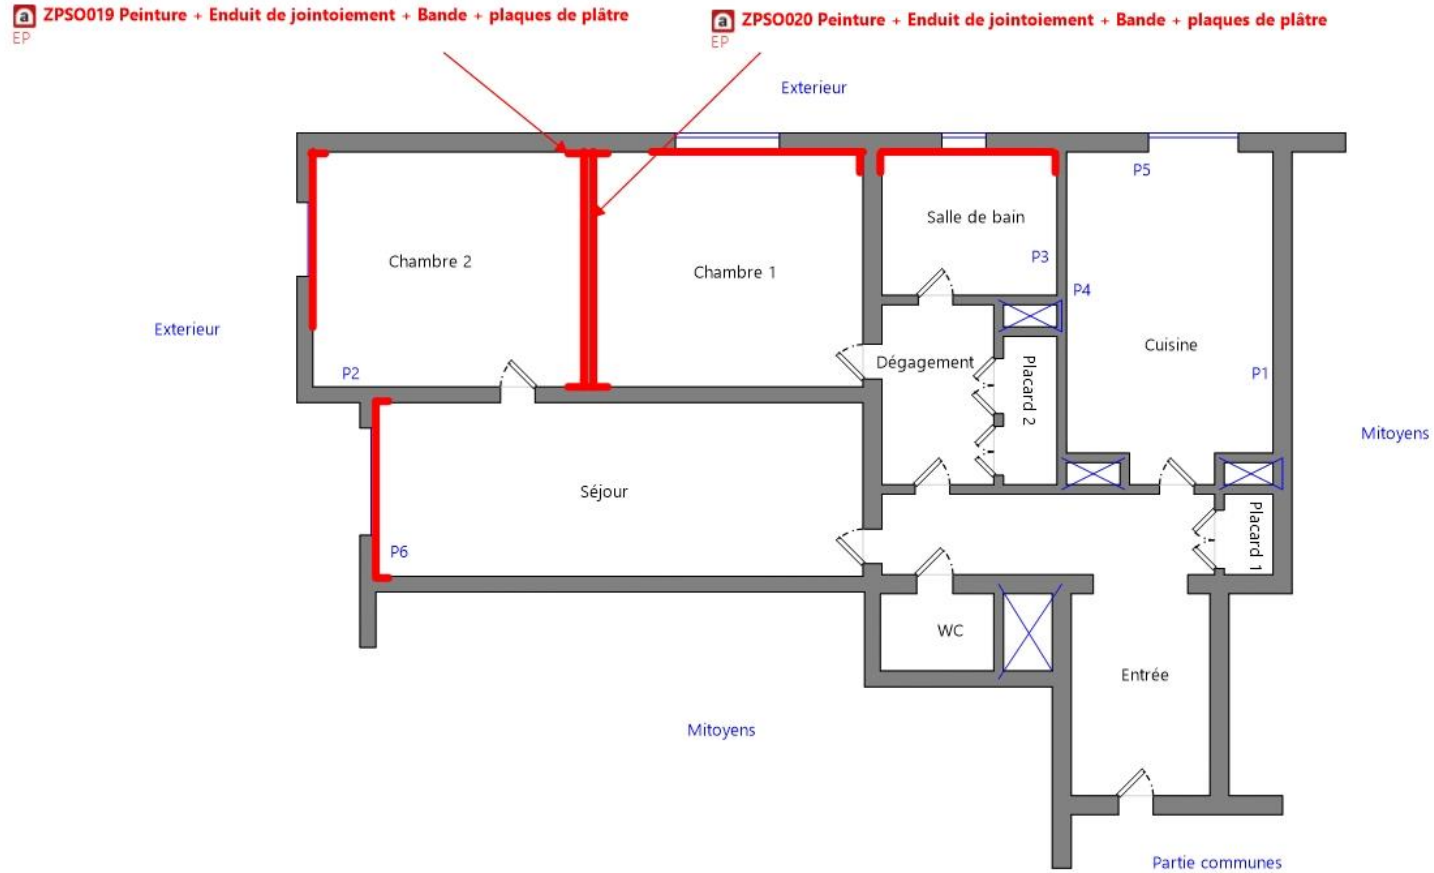 a ZPSO019 Peinture + Enduit de jointoiement + Bande + plaques de plâtre
EP
a ZPSO020 Peinture + Enduit de jointoiement + Bande + plaques de plâtre
EP
Exterieur
P5
Salle de bain
P3
Chambre 2
Chambre 1
P4
Exterieur
Cuisine
Dégagement
P2
P1
Placard 2
Mitoyens
Séjour
P6
Placard 1
WC
Entrée
Mitoyens
Partie communes